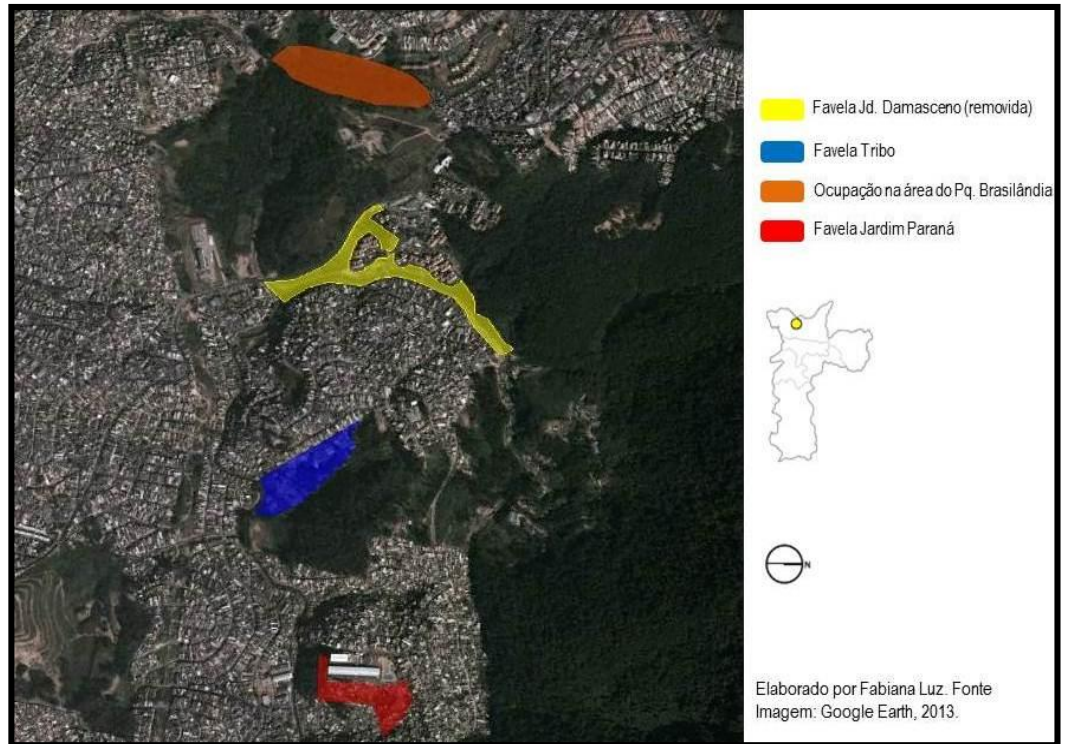 Favela Jd. Damasceno (removida)
Favela Tribo
Ocupação na área do Pq. Brasilândia
Favela Jardim Paraná
N
Elaborado por Fabiana Luz. Fonte
Imagem: Google Earth, 2013.